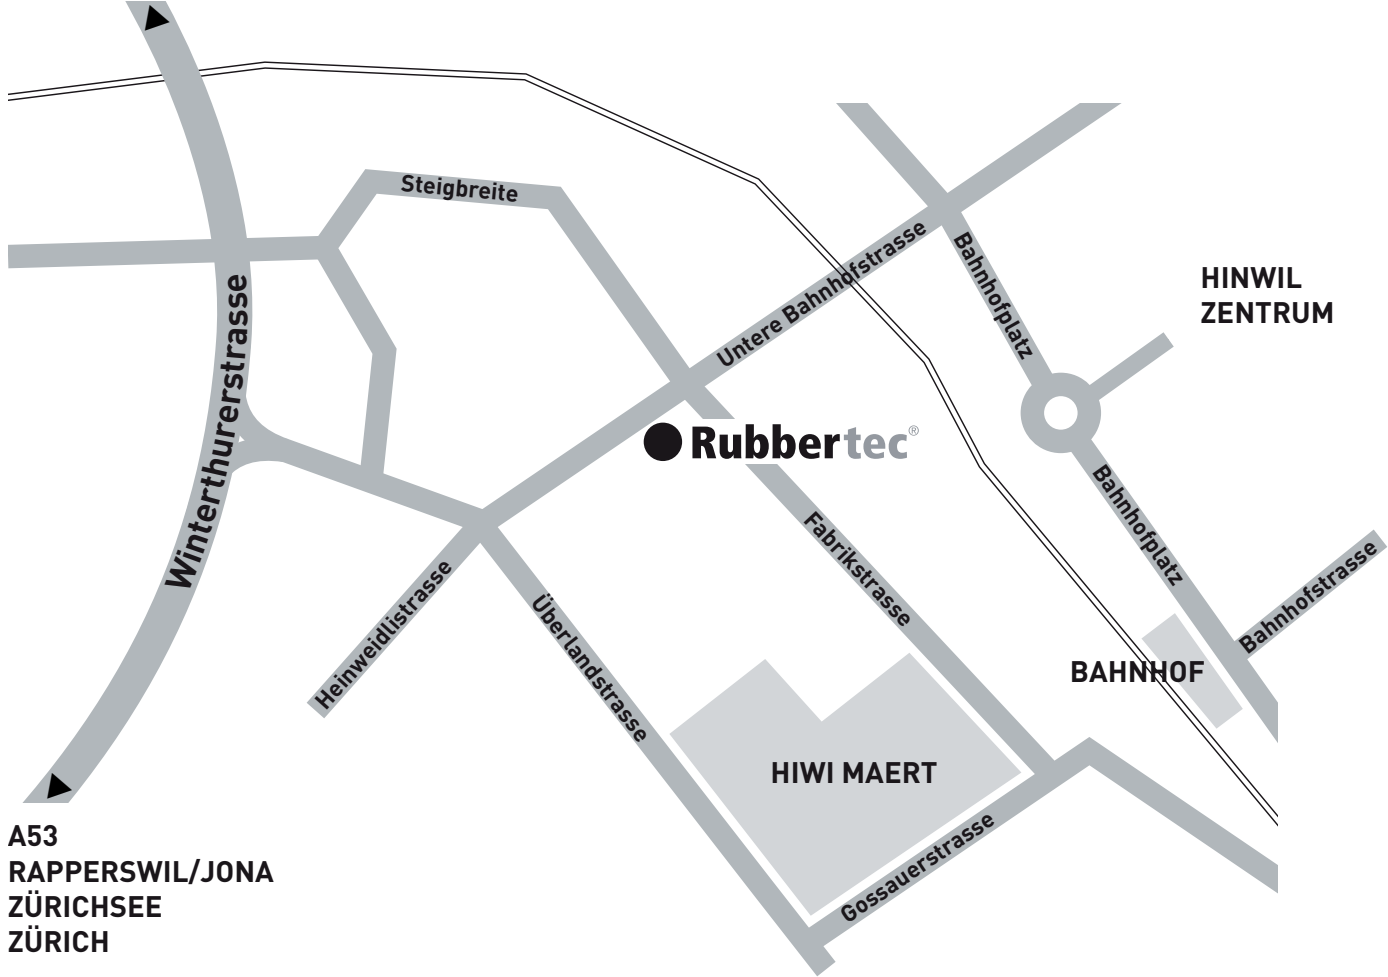 Steigbreite
Untere Bahnhofstrasse
Bahnhofplatz
HINWIL
ZENTRUM
Winterthurerstrasse
Rubbertec®
Bahnhofplatz
Fabrikstrasse
Bahnhofstrasse
Heinweidlistrasse
Überlandstrasse
BAHNHOF
HIWI MAERT
Gossauerstrasse
A53
RAPPERSWIL/JONA
ZÜRICHSEE
ZÜRICH